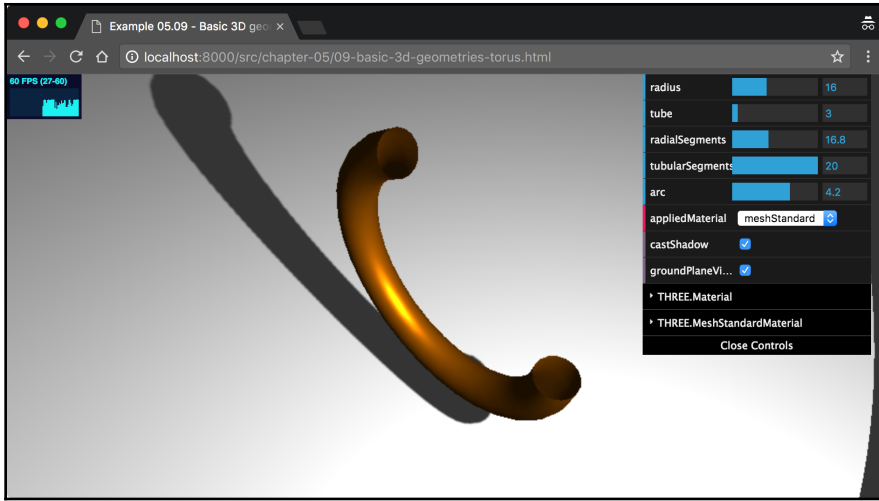 Example 05.09 - Basic 3D geo
localhost:8000/src/chapter-05/09-basic-3d-geometries-torus.html
60 FPS (27-60)
radius 16
tube 3
radialSegments 16.8
tubularSegments 20
arc 4.2
appliedMaterial meshStandard
castShadow
groundPlaneVi...
THREE.Material
THREE.MeshStandardMaterial
Close Controls